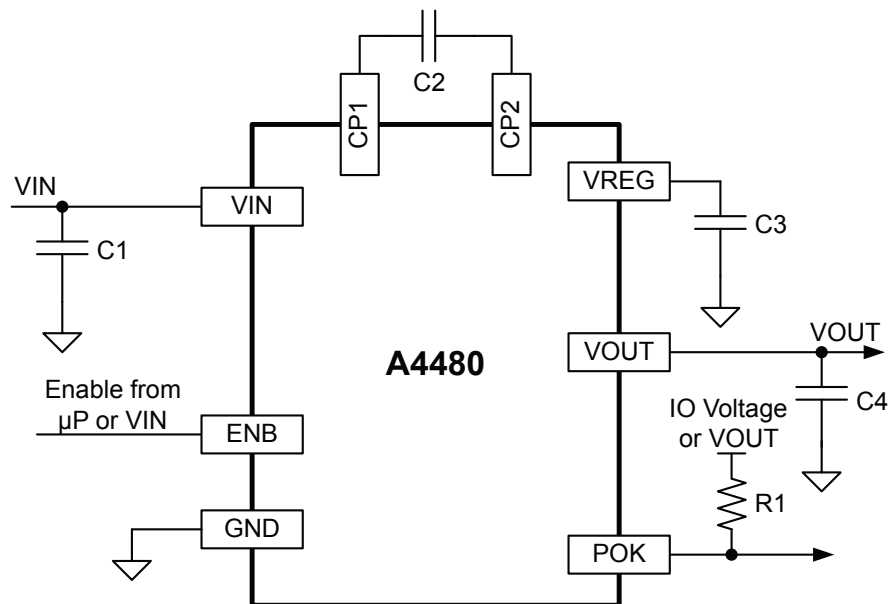 C2
CP1
CP2
VIN
VIN
VREG
C1
C3
A4480
VOUT
VOUT
Enable from
µP or VIN
IO Voltage
or VOUT
C4
ENB
R1
GND
POK